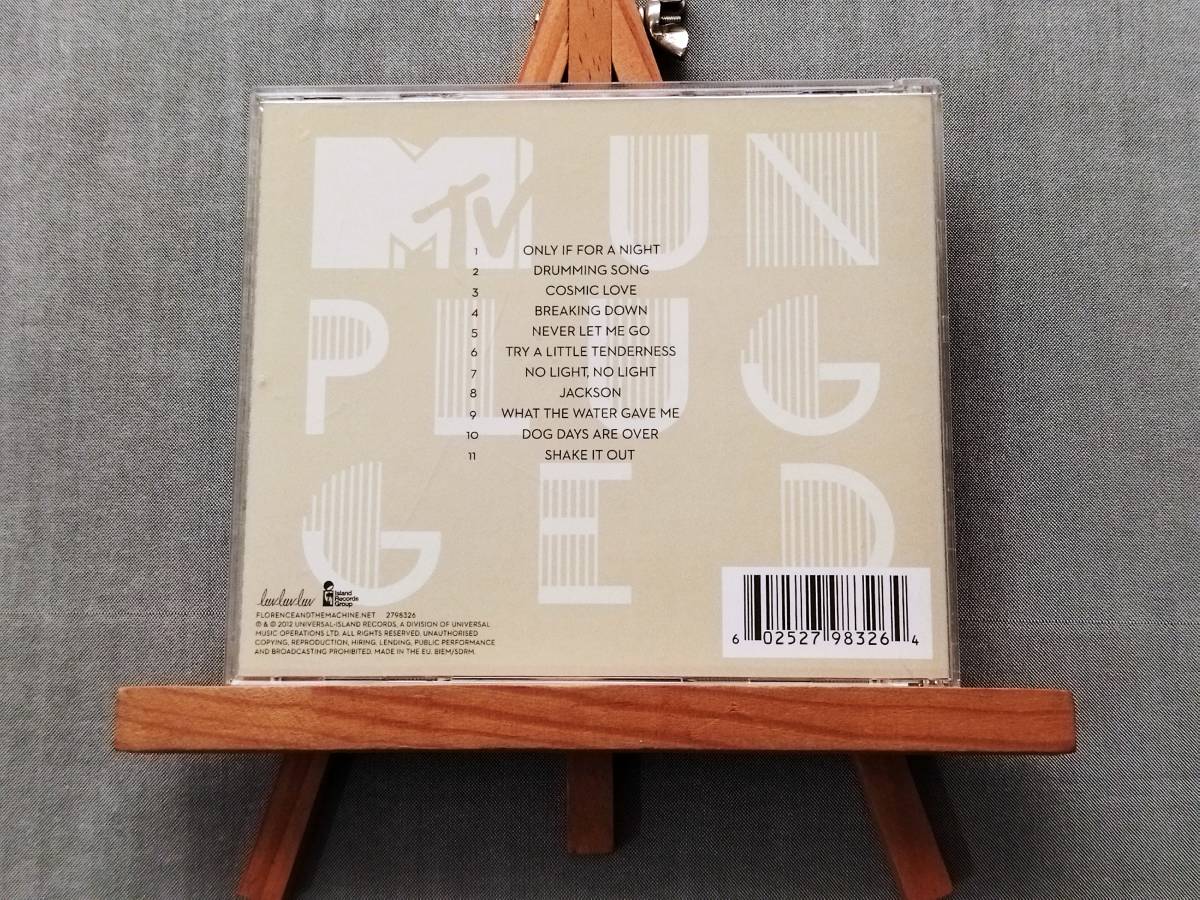 MTV UN
PLUG
GED
1 ONLY IF FOR A NIGHT
2 DRUMMING SONG
3 COSMIC LOVE
4 BREAKING DOWN
5 NEVER LET ME GO
6 TRY A LITTLE TENDERNESS
7 NO LIGHT, NO LIGHT
8 JACKSON
9 WHAT THE WATER GAVE ME
10 DOG DAYS ARE OVER
11 SHAKE IT OUT
luvluvluv
Island
Records
Group
FLORENCEANDTHEMACHINE.NET 2798326
℗ & © 2012 UNIVERSAL-ISLAND RECORDS, A DIVISION OF UNIVERSAL
MUSIC OPERATIONS LTD. ALL RIGHTS RESERVED. UNAUTHORISED
COPYING, REPRODUCTION, HIRING, LENDING, PUBLIC PERFORMANCE
AND BROADCASTING PROHIBITED. MADE IN THE EU. BIEM/SDRM.
6 02527 98326 4